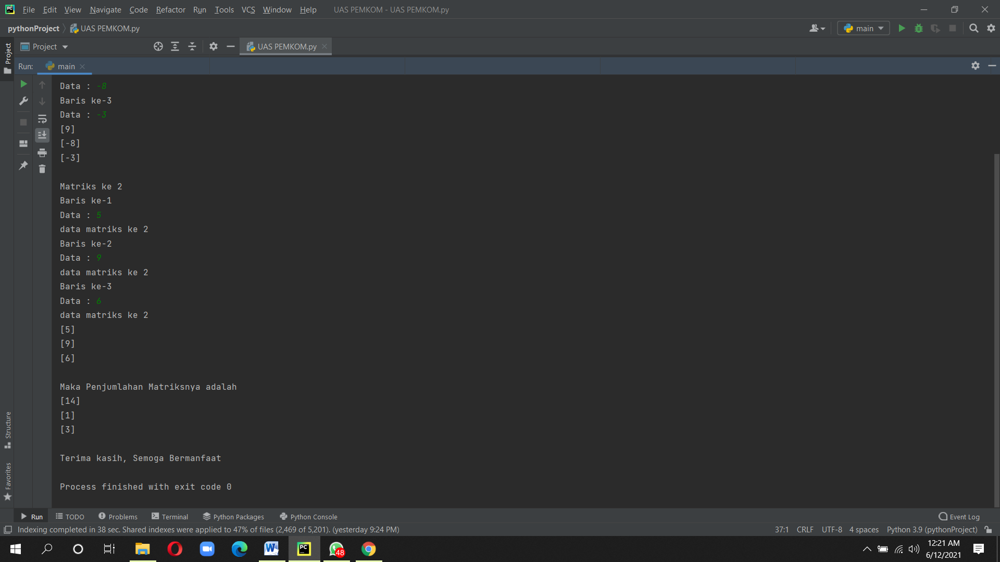 File Edit View Navigate Code Refactor Run Tools VCS Window Help UAS PEMKOM - UAS PEMKOM.py
pythonProject UAS PEMKOM.py main
Project UAS PEMKOM.py
Project
Run: main
Data : -8
Baris ke-3
Data : -3
[9]
[-8]
[-3]
Matriks ke 2
Baris ke-1
Data : 5
data matriks ke 2
Baris ke-2
Data : 9
data matriks ke 2
Baris ke-3
Data : 6
data matriks ke 2
[5]
[9]
[6]
Maka Penjumlahan Matriksnya adalah
[14]
[1]
[3]
Terima kasih, Semoga Bermanfaat
Process finished with exit code 0
Structure
Favorites
Run TODO Problems Terminal Python Packages Python Console Event Log
Indexing completed in 38 sec. Shared indexes were applied to 47% of files (2,469 of 5,201). (yesterday 9:24 PM) 37:1 CRLF UTF-8 4 spaces Python 3.9 (pythonProject)
PC 48 12:21 AM
6/12/2021